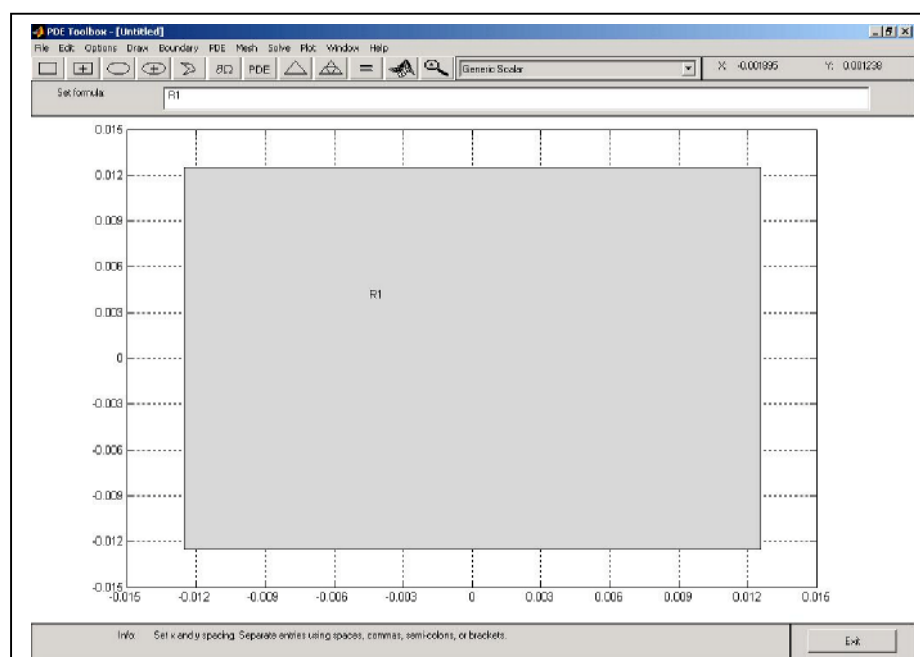 PDE Toolbox - [Untitled]
File Edit Options Draw Boundary PDE Mesh Solve Plot Window Help
∂Ω PDE = Generic Scalar X: -0.001895 Y: 0.001238
Set formula: R1
0.015
0.012
0.009
0.006
R1
0.003
0
-0.003
-0.006
-0.009
-0.012
-0.015
-0.015 -0.012 -0.009 -0.006 -0.003 0 0.003 0.006 0.009 0.012 0.015
Info: Set x and y spacing. Separate entries using spaces, commas, semi-colons, or brackets. Exit